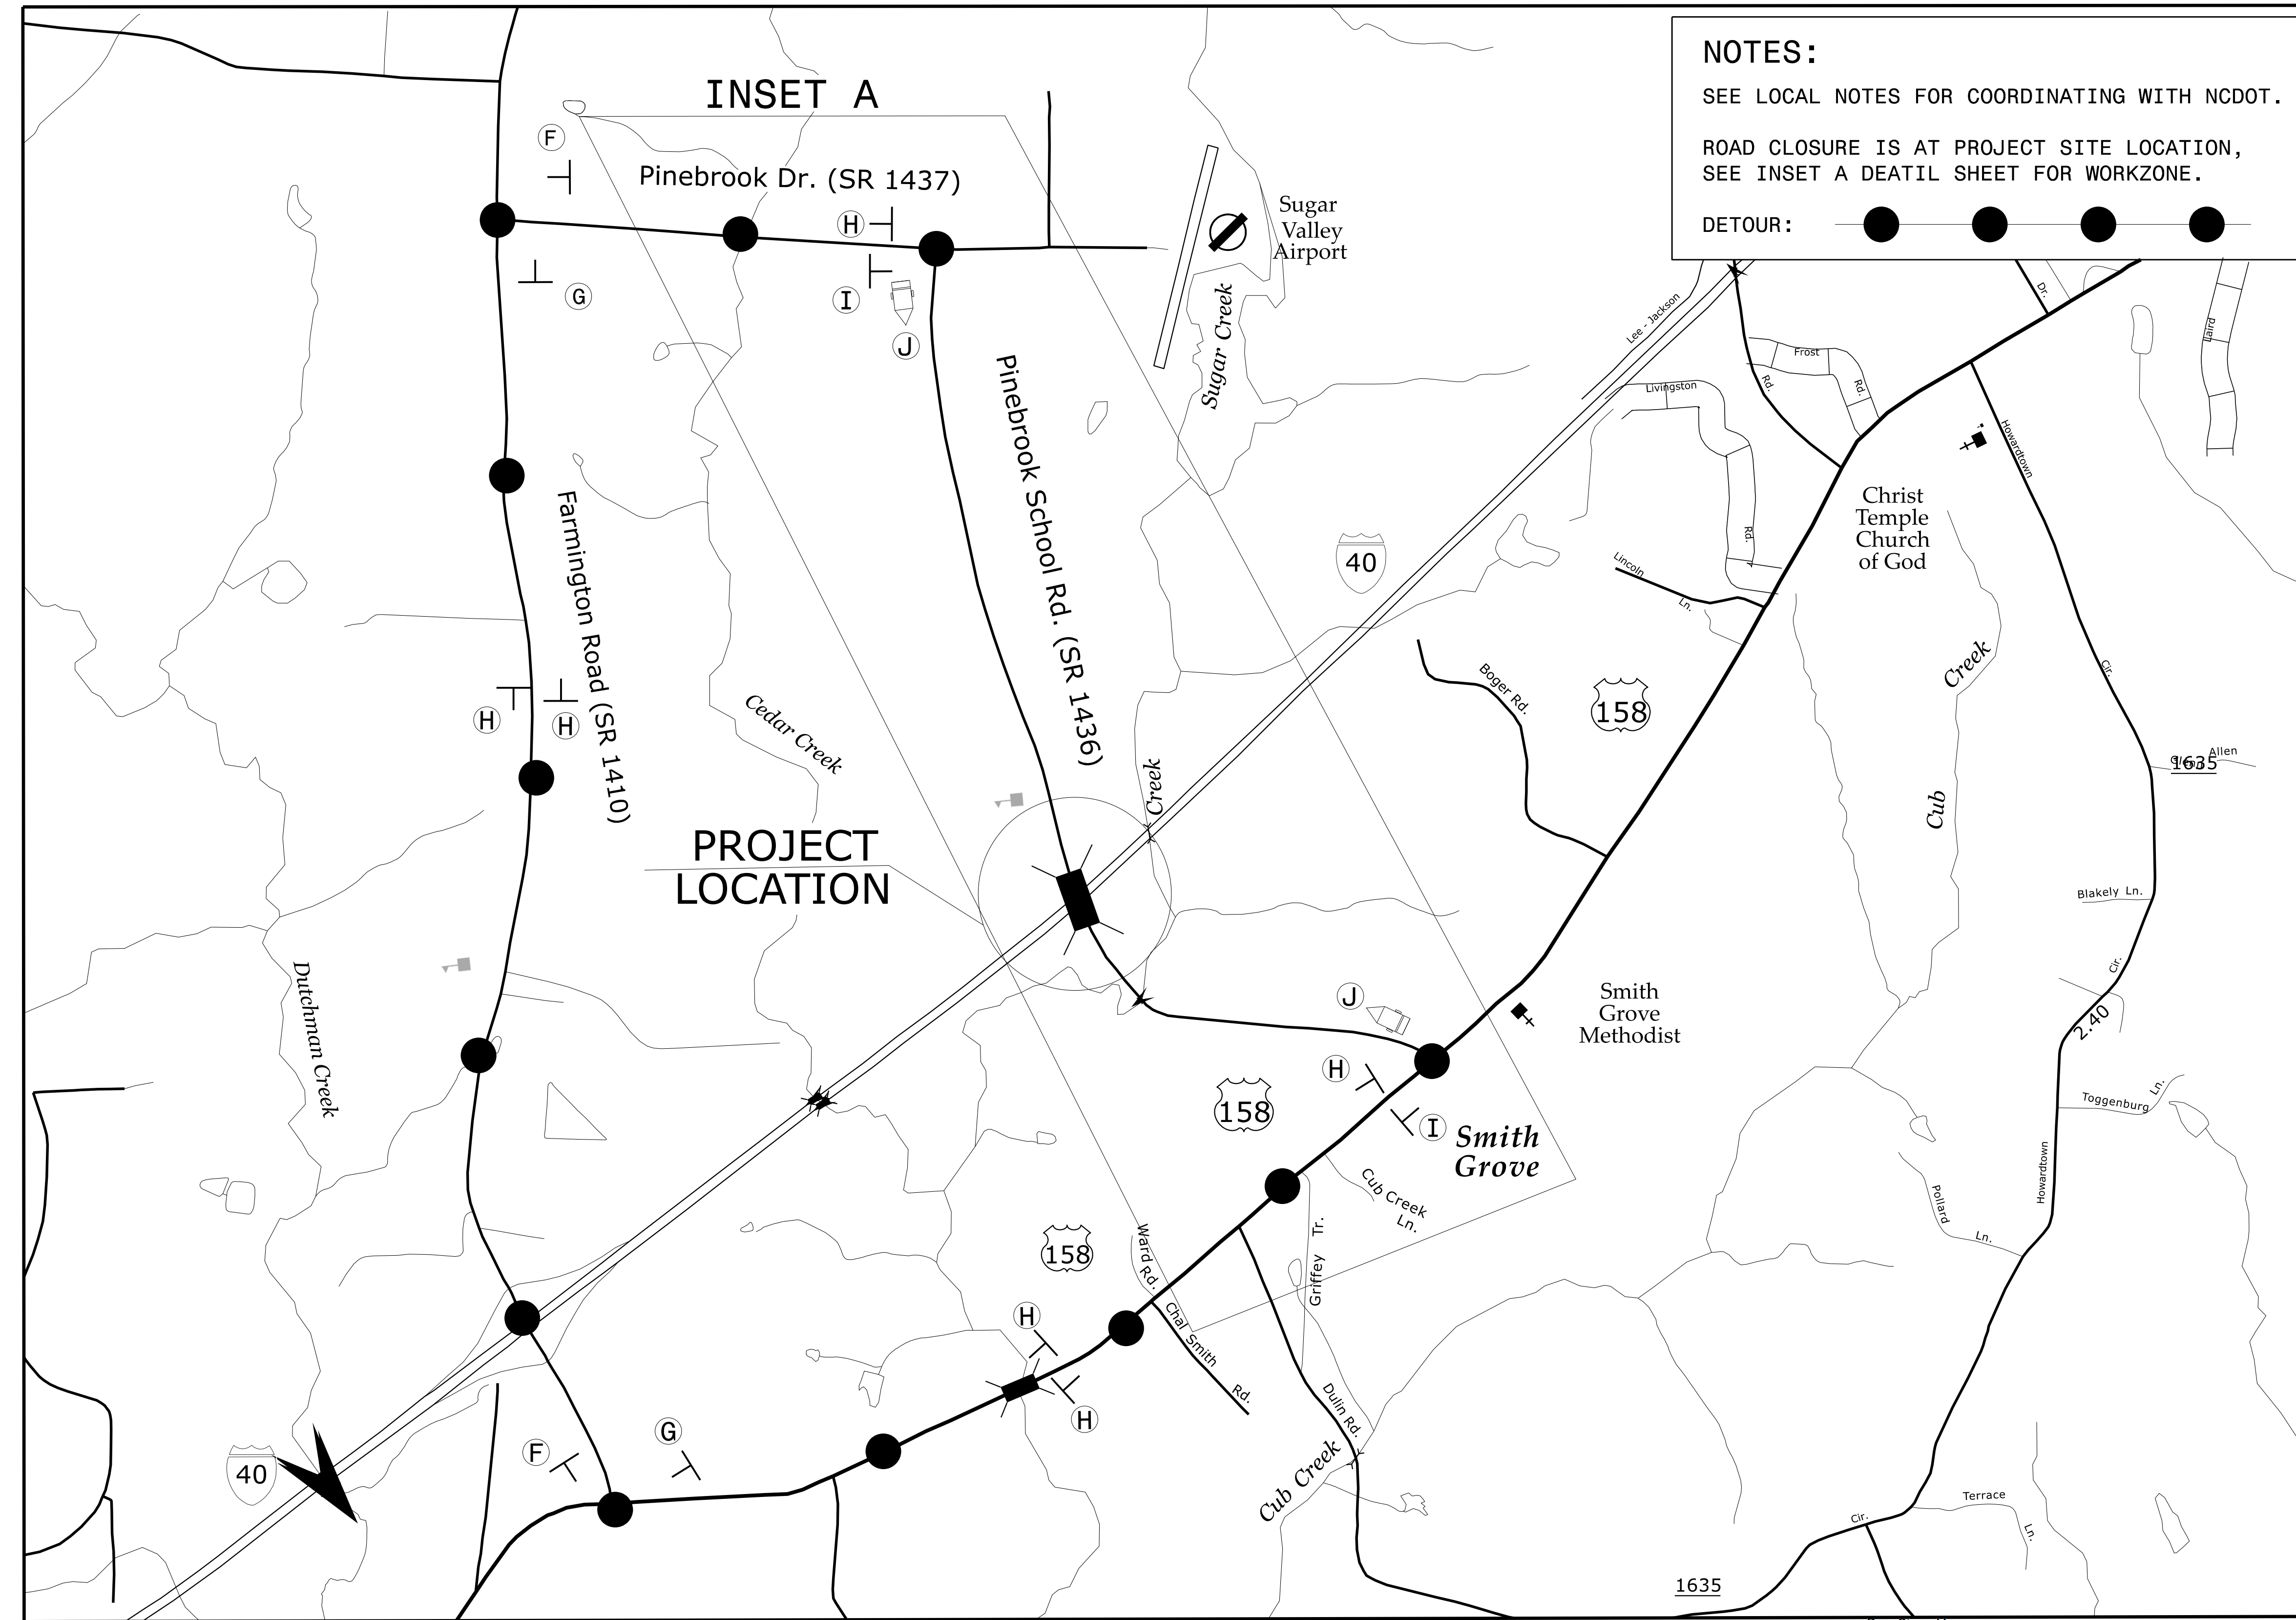 NOTES:
SEE LOCAL NOTES FOR COORDINATING WITH NCDOT.
ROAD CLOSURE IS AT PROJECT SITE LOCATION,
SEE INSET A DEATIL SHEET FOR WORKZONE.
DETOUR:
INSET A
F
Pinebrook Dr. (SR 1437)
H
G
I
J
Sugar
Valley
Airport
Sugar Creek
Lee - Jackson
Dr.
Laird
Frost
Rd.
Rd.
Livingston
Rd.
Howardtown
Christ
Temple
Church
of God
Pinebrook School Rd. (SR 1436)
Farmington Road (SR 1410)
40
Lincoln
Ln.
Boger Rd.
158
Creek
Cub
Cir.
Allen
Glenn
1635
H
H
Cedar Creek
Creek
PROJECT
LOCATION
Blakely Ln.
Cir.
2.40
Dutchman Creek
J
Smith
Grove
Methodist
H
I
158
Smith
Grove
Toggenburg
Ln.
Howardtown
Pollard
Ln.
Cub Creek
Ln.
Griffey Tr.
Ward Rd.
158
H
Chal Smith
Rd.
H
Dulin Rd.
Cub Creek
G
F
40
Terrace
Ln.
Cir.
1635